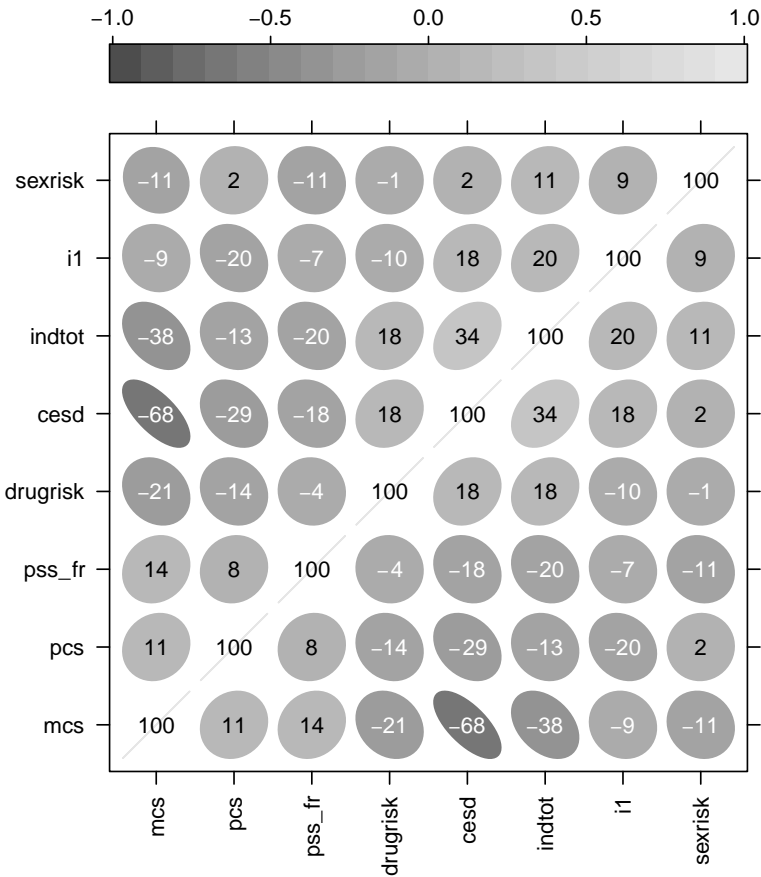 −1.0 −0.5 0.0 0.5 1.0
sexrisk −11 2 −11 −1 2 11 9 100
i1 −9 −20 −7 −10 18 20 100 9
indtot −38 −13 −20 18 34 100 20 11
cesd −68 −29 −18 18 100 34 18 2
drugrisk −21 −14 −4 100 18 18 −10 −1
pss_fr 14 8 100 −4 −18 −20 −7 −11
pcs 11 100 8 −14 −29 −13 −20 2
mcs 100 11 14 −21 −68 −38 −9 −11
mcs pcs pss_fr drugrisk cesd indtot i1 sexrisk